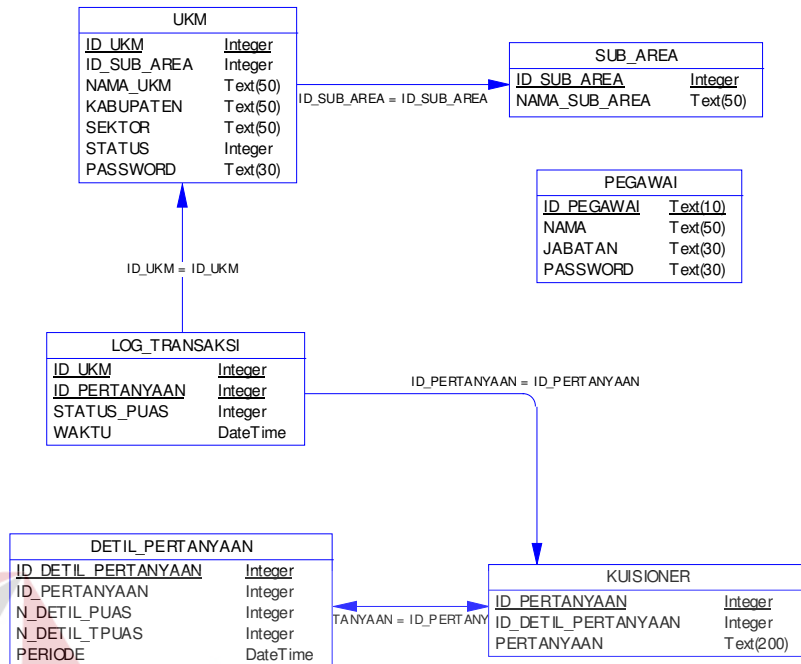 UKM
ID_UKM Integer
ID_SUB_AREA Integer
NAMA_UKM Text(50)
KABUPATEN Text(50)
SEKTOR Text(50)
STATUS Integer
PASSWORD Text(30)
ID_SUB_AREA = ID_SUB_AREA
SUB_AREA
ID_SUB_AREA Integer
NAMA_SUB_AREA Text(50)
PEGAWAI
ID_PEGAWAI Text(10)
NAMA Text(50)
JABATAN Text(30)
PASSWORD Text(30)
ID_UKM = ID_UKM
LOG_TRANSAKSI
ID_UKM Integer
ID_PERTANYAAN Integer
STATUS_PUAS Integer
WAKTU DateTime
ID_PERTANYAAN = ID_PERTANYAAN
DETIL_PERTANYAAN
ID_DETIL_PERTANYAAN Integer
ID_PERTANYAAN Integer
N_DETIL_PUAS Integer
N_DETIL_TPUAS Integer
PERIODE DateTime
TANYAAN = ID_PERTANY
KUISIONER
ID_PERTANYAAN Integer
ID_DETIL_PERTANYAAN Integer
PERTANYAAN Text(200)